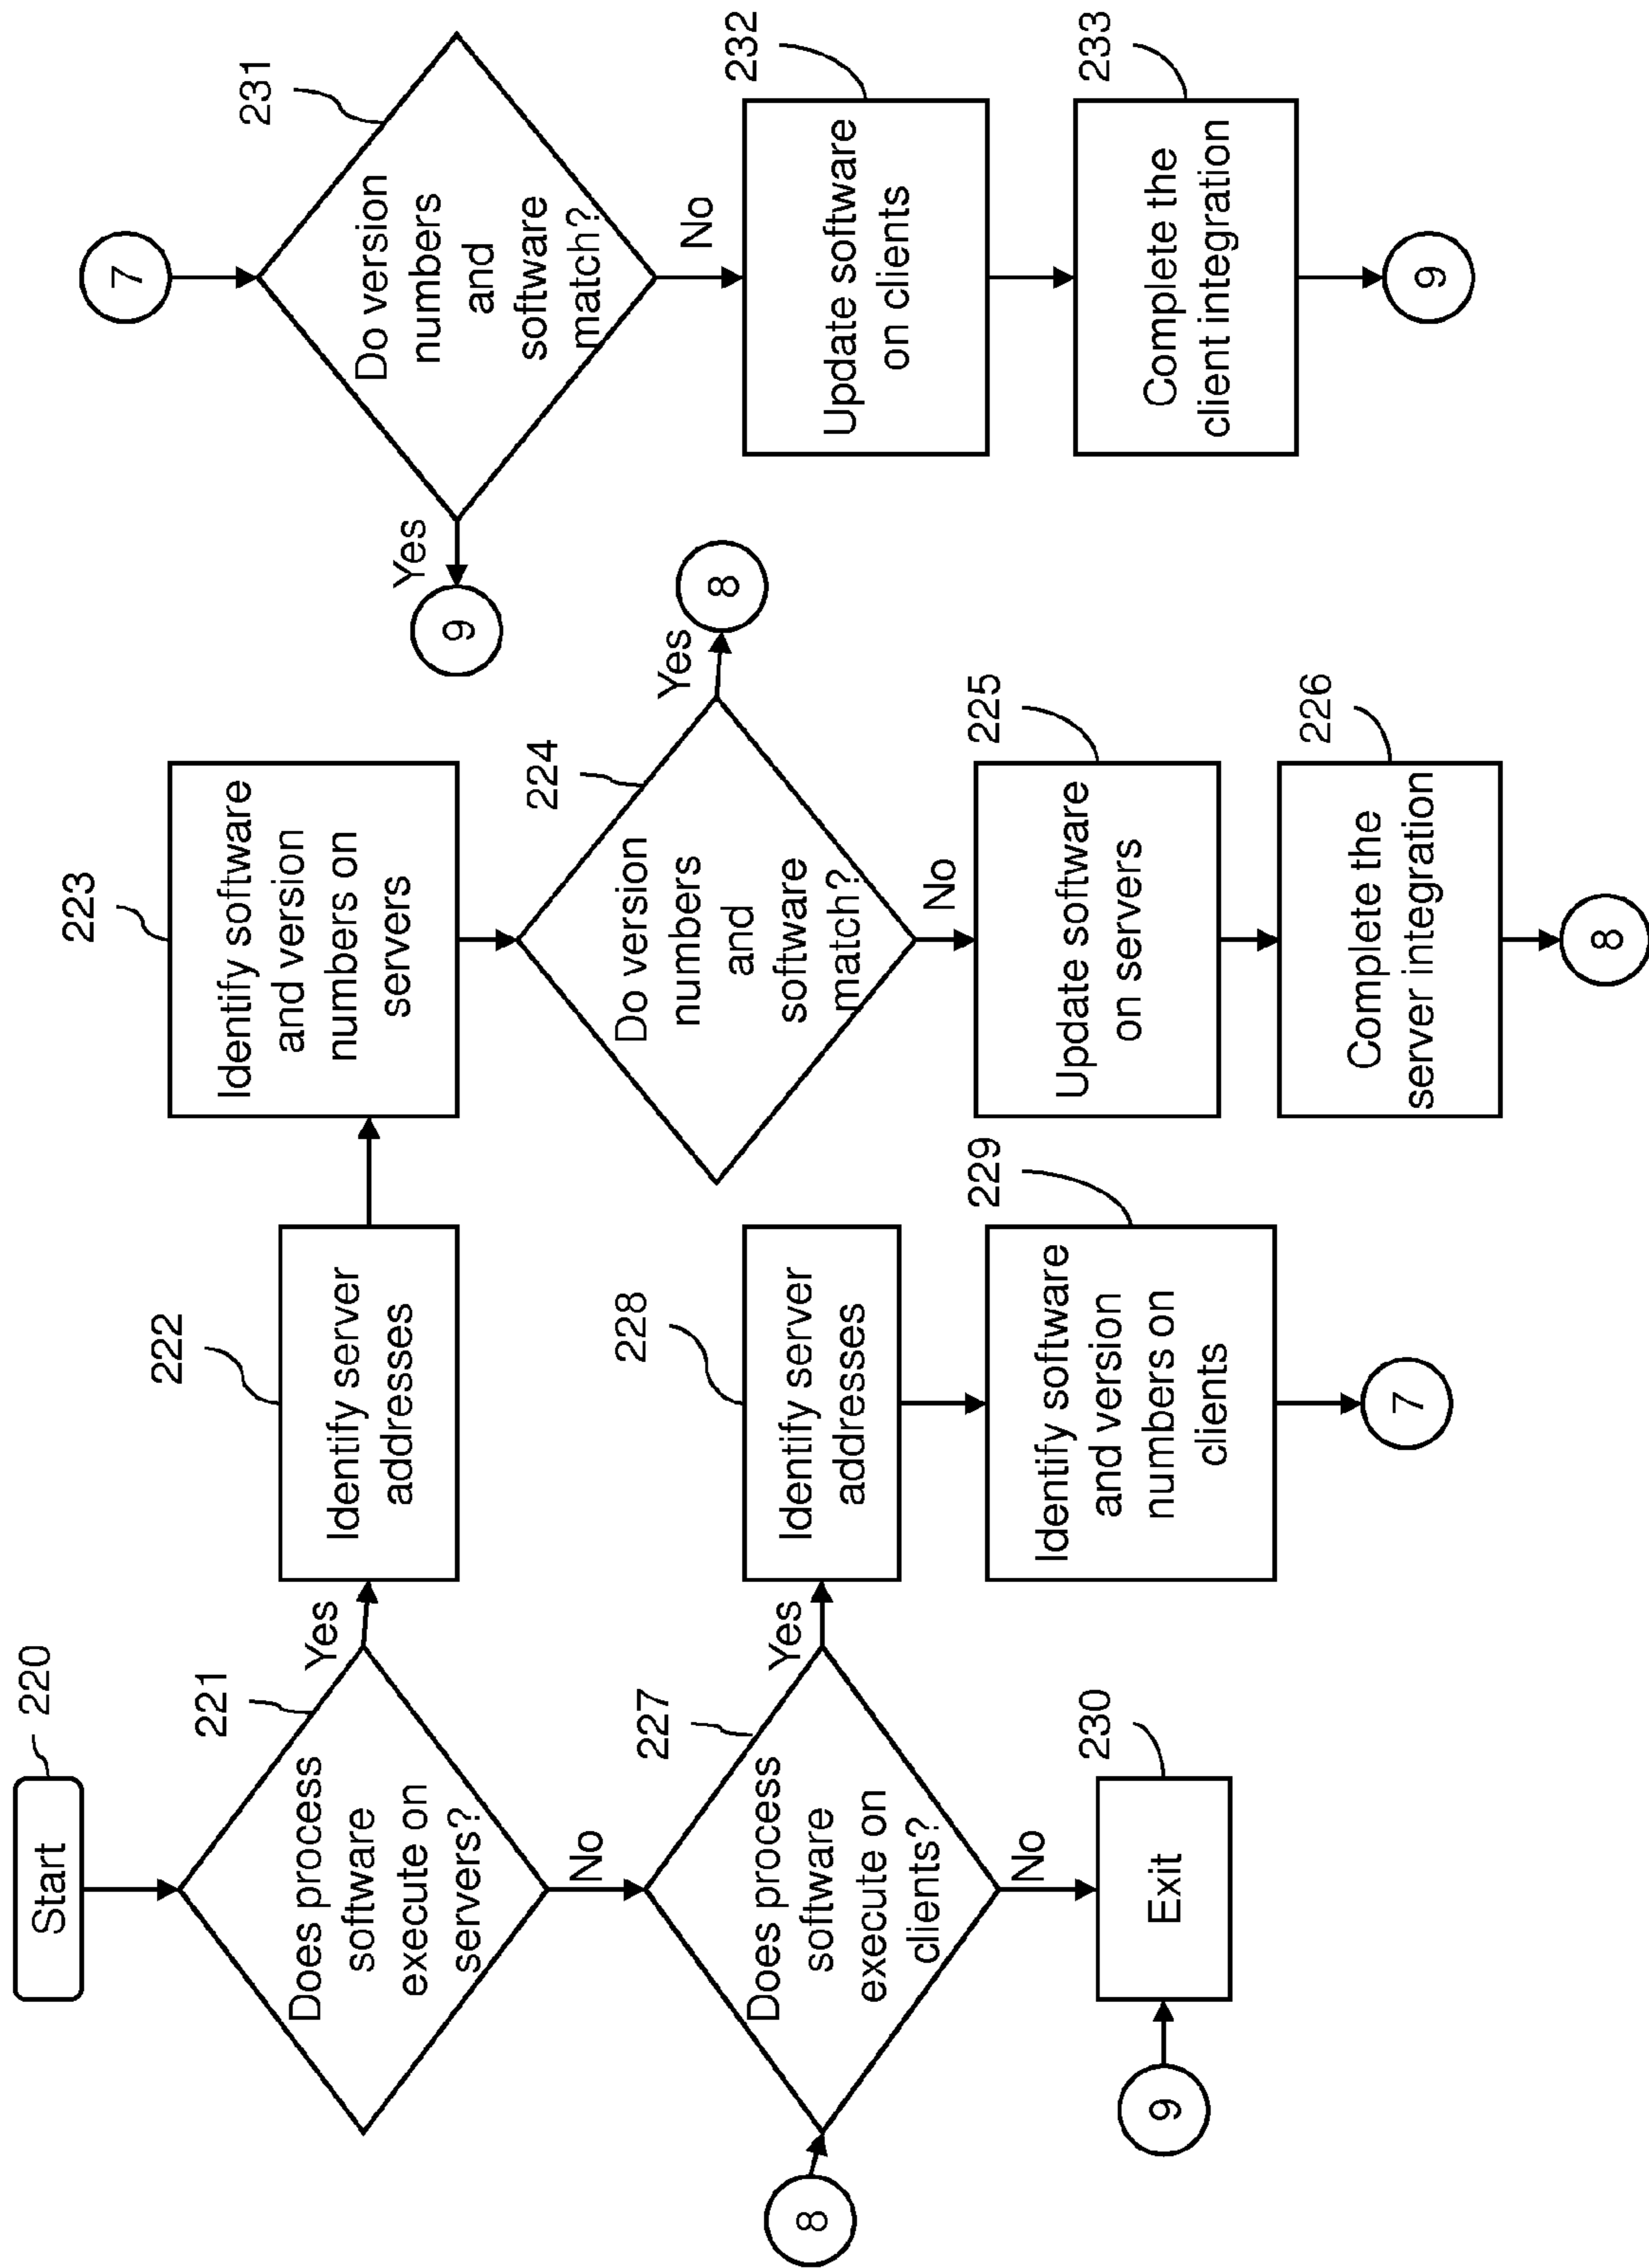 Start
220
Does process
software
execute on
servers?
221
Yes
No
Identify server
addresses
222
Identify software
and version
numbers on
servers
223
Do version
numbers
and
software
match?
224
Yes
8
No
Update software
on servers
225
Complete the
server integration
226
8
8
Does process
software
execute on
clients?
227
Yes
No
Identify server
addresses
228
Identify software
and version
numbers on
clients
229
7
9
Exit
230
7
Do version
numbers
and
software
match?
231
Yes
9
No
Update software
on clients
232
Complete the
client integration
233
9